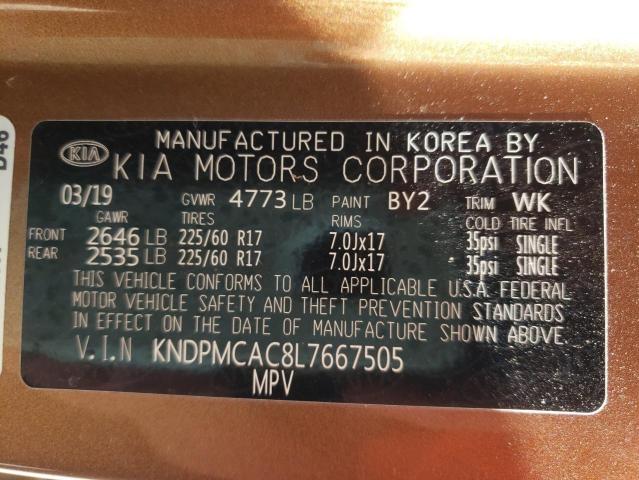 D46
MANUFACTURED IN KOREA BY
KIA KIA MOTORS CORPORATION
03/19 GVWR 4773 LB PAINT BY2 TRIM WK
GAWR TIRES RIMS COLD TIRE INFL
FRONT 2646 LB 225/60 R17 7.0Jx17 35psi SINGLE
REAR 2535 LB 225/60 R17 7.0Jx17 35psi SINGLE
THIS VEHICLE CONFORMS TO ALL APPLICABLE U.S.A. FEDERAL
MOTOR VEHICLE SAFETY AND THEFT PREVENTION STANDARDS
IN EFFECT ON THE DATE OF MANUFACTURE SHOWN ABOVE.
V.I.N KNDPMCAC8L7667505
MPV